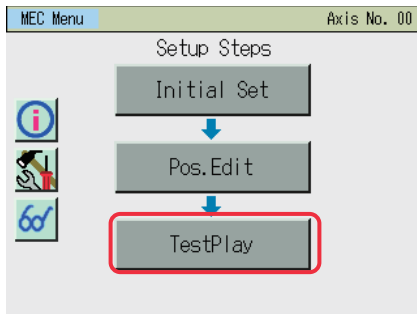 MEC Menu
Axis No. 00
Setup Steps
Initial Set
Pos.Edit
TestPlay